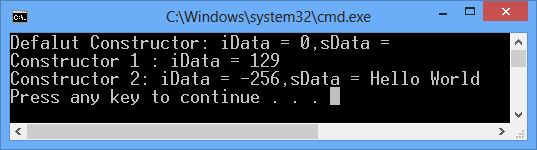 C:\Windows\system32\cmd.exe
Defalut Constructor: iData = 0,sData =
Constructor 1 : iData = 129
Constructor 2: iData = -256,sData = Hello World
Press any key to continue . . .